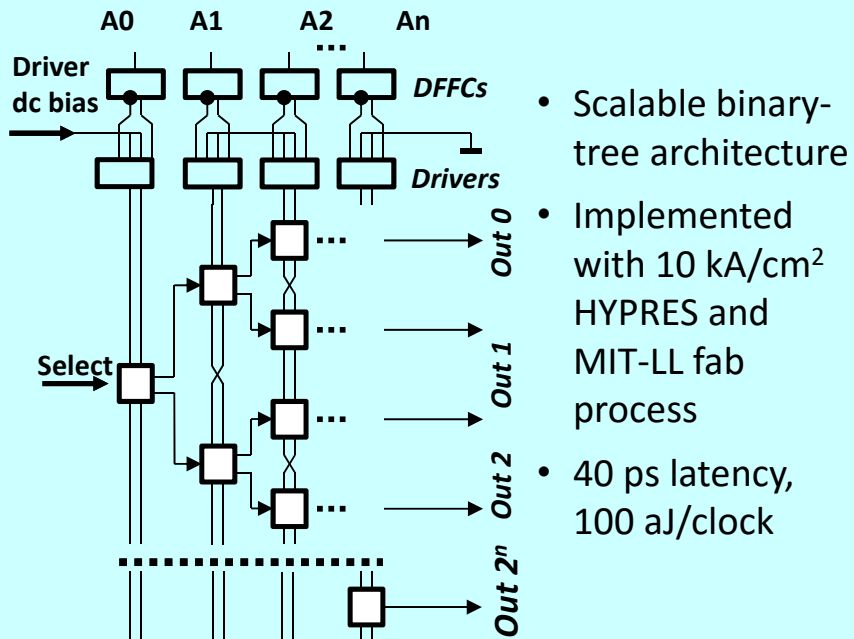 A0 A1 A2 An
...
Driver
dc bias
DFFCs
Drivers
Out 0
...
Out 1
...
Select
...
Out 2
...
Out 2ⁿ
• Scalable binary-
tree architecture
• Implemented
with 10 kA/cm²
HYPRES and
MIT-LL fab
process
• 40 ps latency,
100 aJ/clock